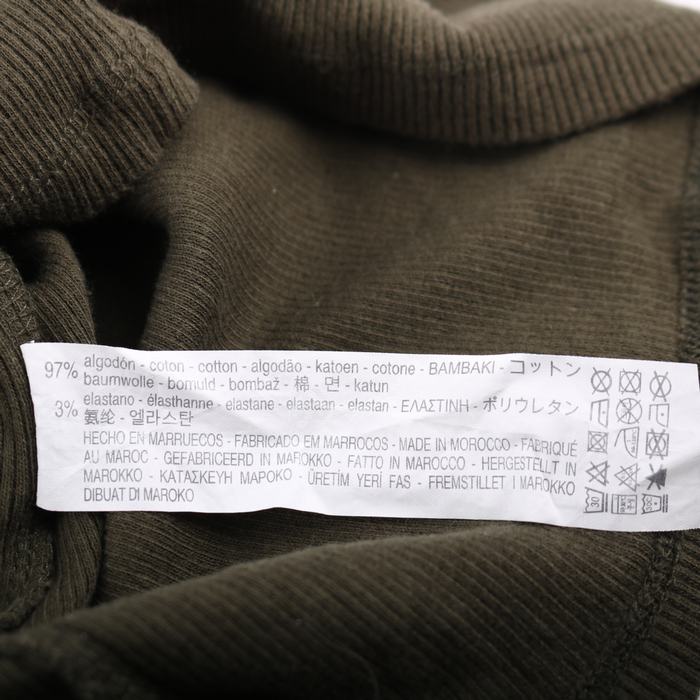 97% algodón - coton - cotton - algodão - katoen - cotone - BAMBAKI - コットン
baumwolle - bomuld - bombaž - 棉 - 면 - katun
3% elastano - élasthanne - elastane - elastaan - elastan - ΕΛΑΣΤΙΝΗ - ポリウレタン
氨纶 - 엘라스탄
HECHO EN MARRUECOS - FABRICADO EM MARROCOS - MADE IN MOROCCO - FABRIQUÉ
AU MAROC - GEFABRICEERD IN MAROKKO - FATTO IN MAROCCO - HERGESTELLT IN
MAROKKO - ΚΑΤΑΣΚΕΥΗ ΜΑΡΟΚΟ - ÜRETİM YERİ FAS - FREMSTILLET I MAROKKO
DIBUAT DI MAROKO
30